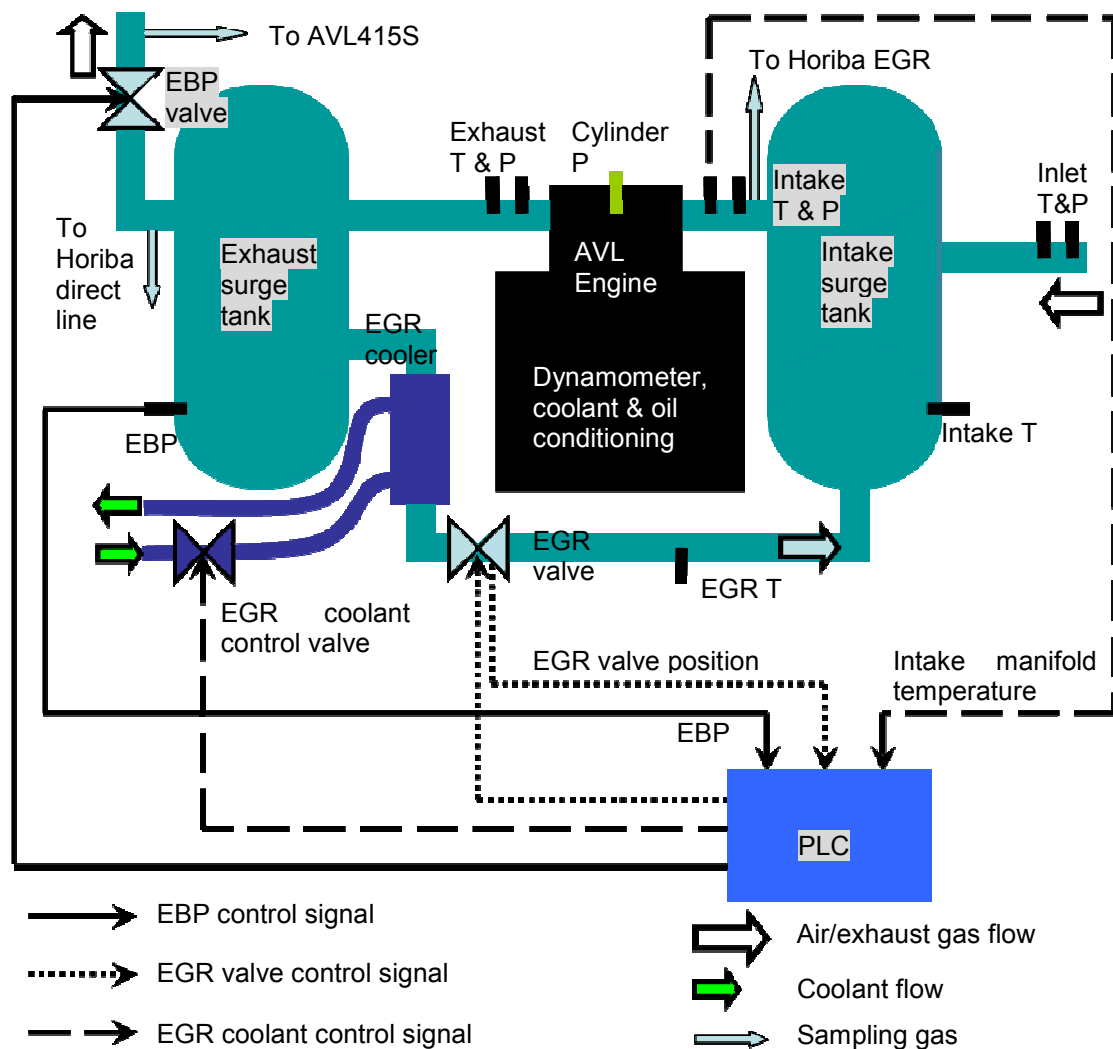 To AVL415S
EBP
valve
To Horiba EGR
Exhaust
T & P
Cylinder
P
Intake
T & P
Inlet
T&P
To
Horiba
direct
line
Exhaust
surge
tank
AVL
Engine
Intake
surge
tank
EGR
cooler
Dynamometer,
coolant & oil
conditioning
EBP
Intake T
EGR
valve
EGR T
EGR coolant
control valve
EGR valve position
Intake manifold
temperature
EBP
PLC
EBP control signal
EGR valve control signal
EGR coolant control signal
Air/exhaust gas flow
Coolant flow
Sampling gas